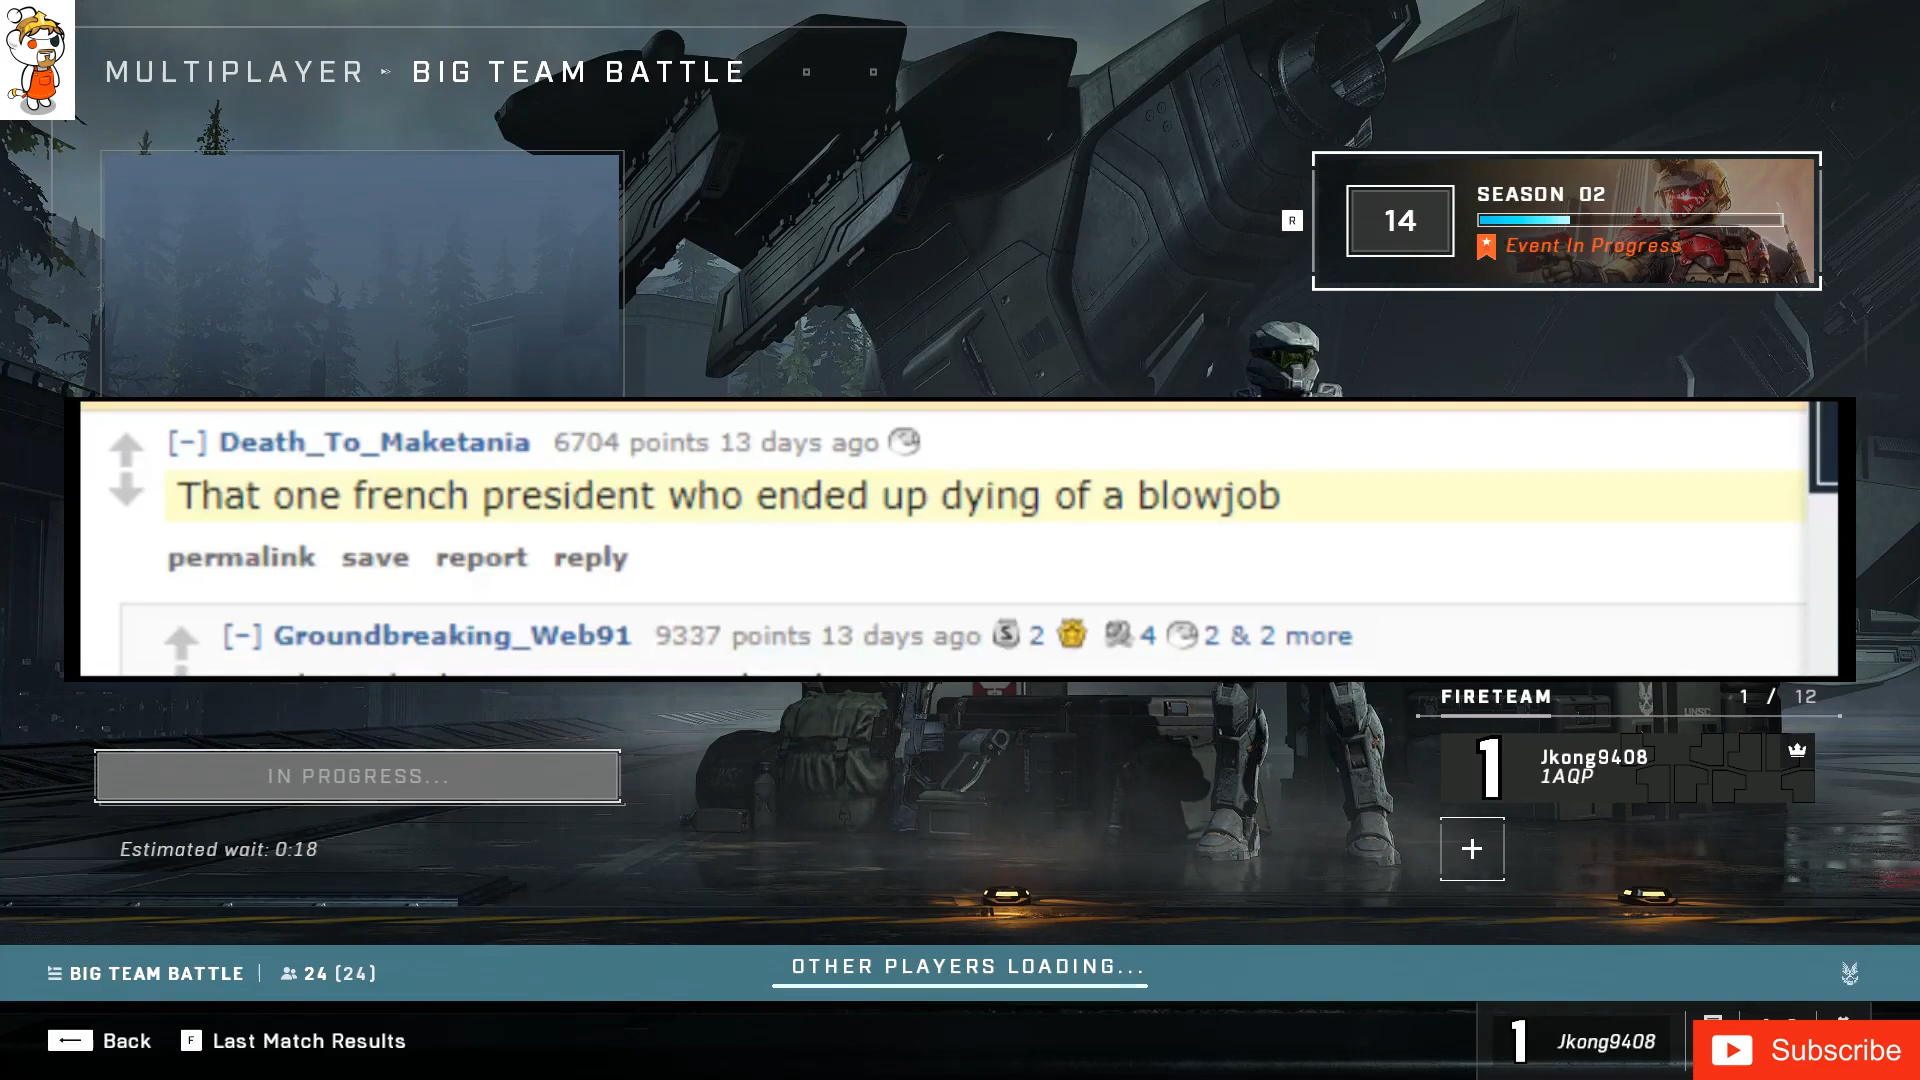 MULTIPLAYER ▸ BIG TEAM BATTLE
R
14
SEASON 02
Event In Progress
[−] Death_To_Maketania 6704 points 13 days ago
That one french president who ended up dying of a blowjob
permalink save report reply
[−] Groundbreaking_Web91 9337 points 13 days ago S 2 4 2 & 2 more
FIRETEAM 1 / 12
UNSC
1 Jkong9408
1AQP
+
IN PROGRESS...
Estimated wait: 0:18
BIG TEAM BATTLE | 24 (24)
OTHER PLAYERS LOADING...
Back F Last Match Results
1 Jkong9408
Subscribe